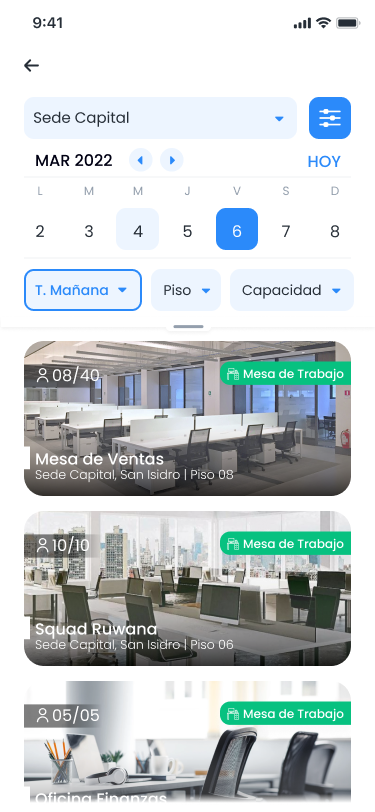 9:41
Sede Capital
MAR 2022
HOY
L M M J V S D
2 3 4 5 6 7 8
T. Mañana Piso Capacidad
08/40 Mesa de Trabajo
Mesa de Ventas
Sede Capital, San Isidro | Piso 08
10/10 Mesa de Trabajo
Squad Ruwana
Sede Capital, San Isidro | Piso 06
05/05 Mesa de Trabajo
Oficina Finanzas